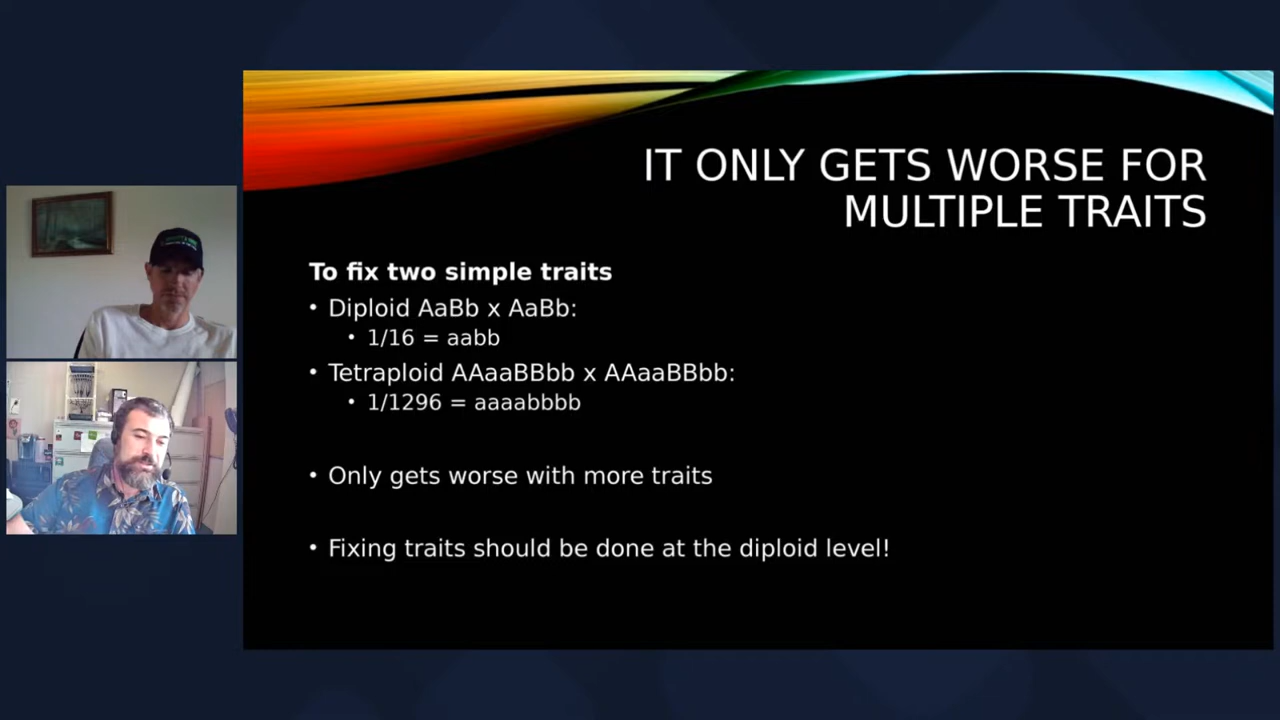 IT ONLY GETS WORSE FOR
MULTIPLE TRAITS
To fix two simple traits
• Diploid AaBb x AaBb:
• 1/16 = aabb
• Tetraploid AAaaBBbb x AAaaBBbb:
• 1/1296 = aaaabbbb
• Only gets worse with more traits
• Fixing traits should be done at the diploid level!